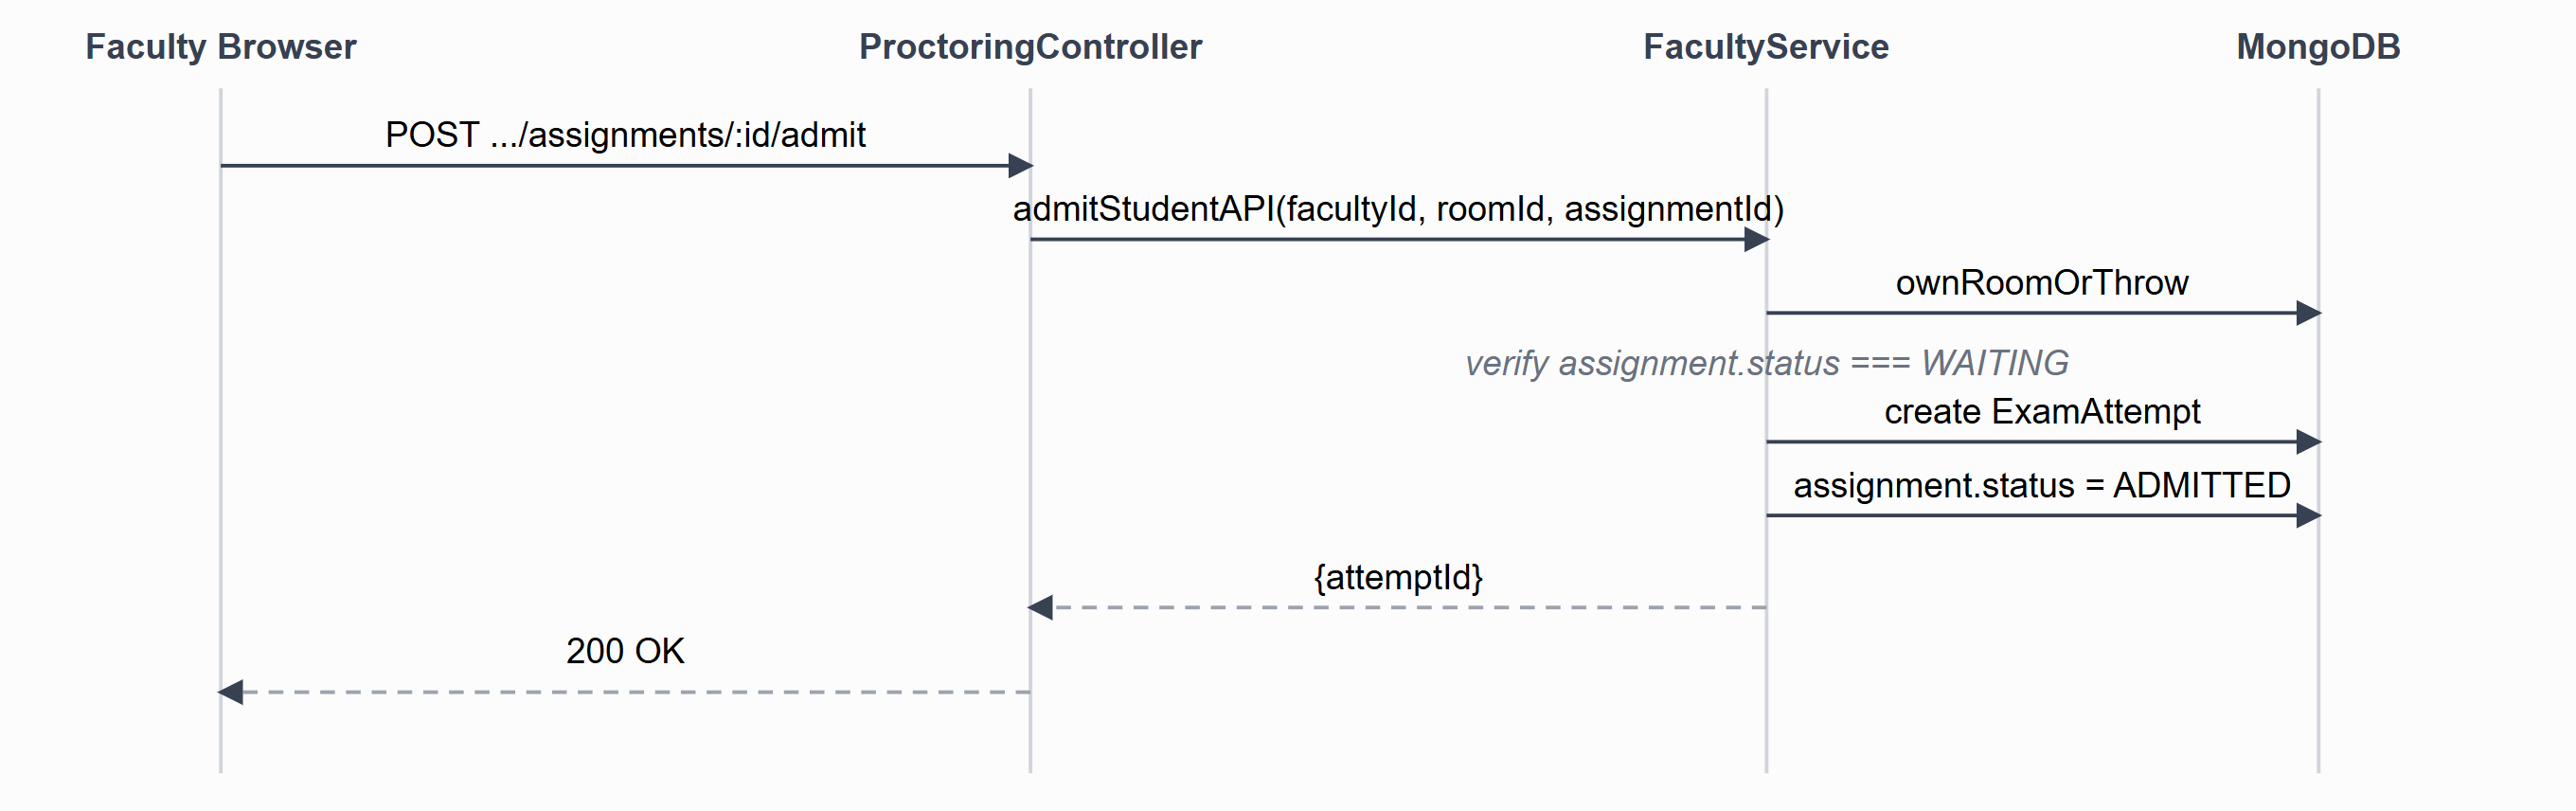 Faculty Browser
ProctoringController
FacultyService
MongoDB
POST .../assignments/:id/admit
admitStudentAPI(facultyId, roomId, assignmentId)
ownRoomOrThrow
verify assignment.status === WAITING
create ExamAttempt
assignment.status = ADMITTED
{attemptId}
200 OK